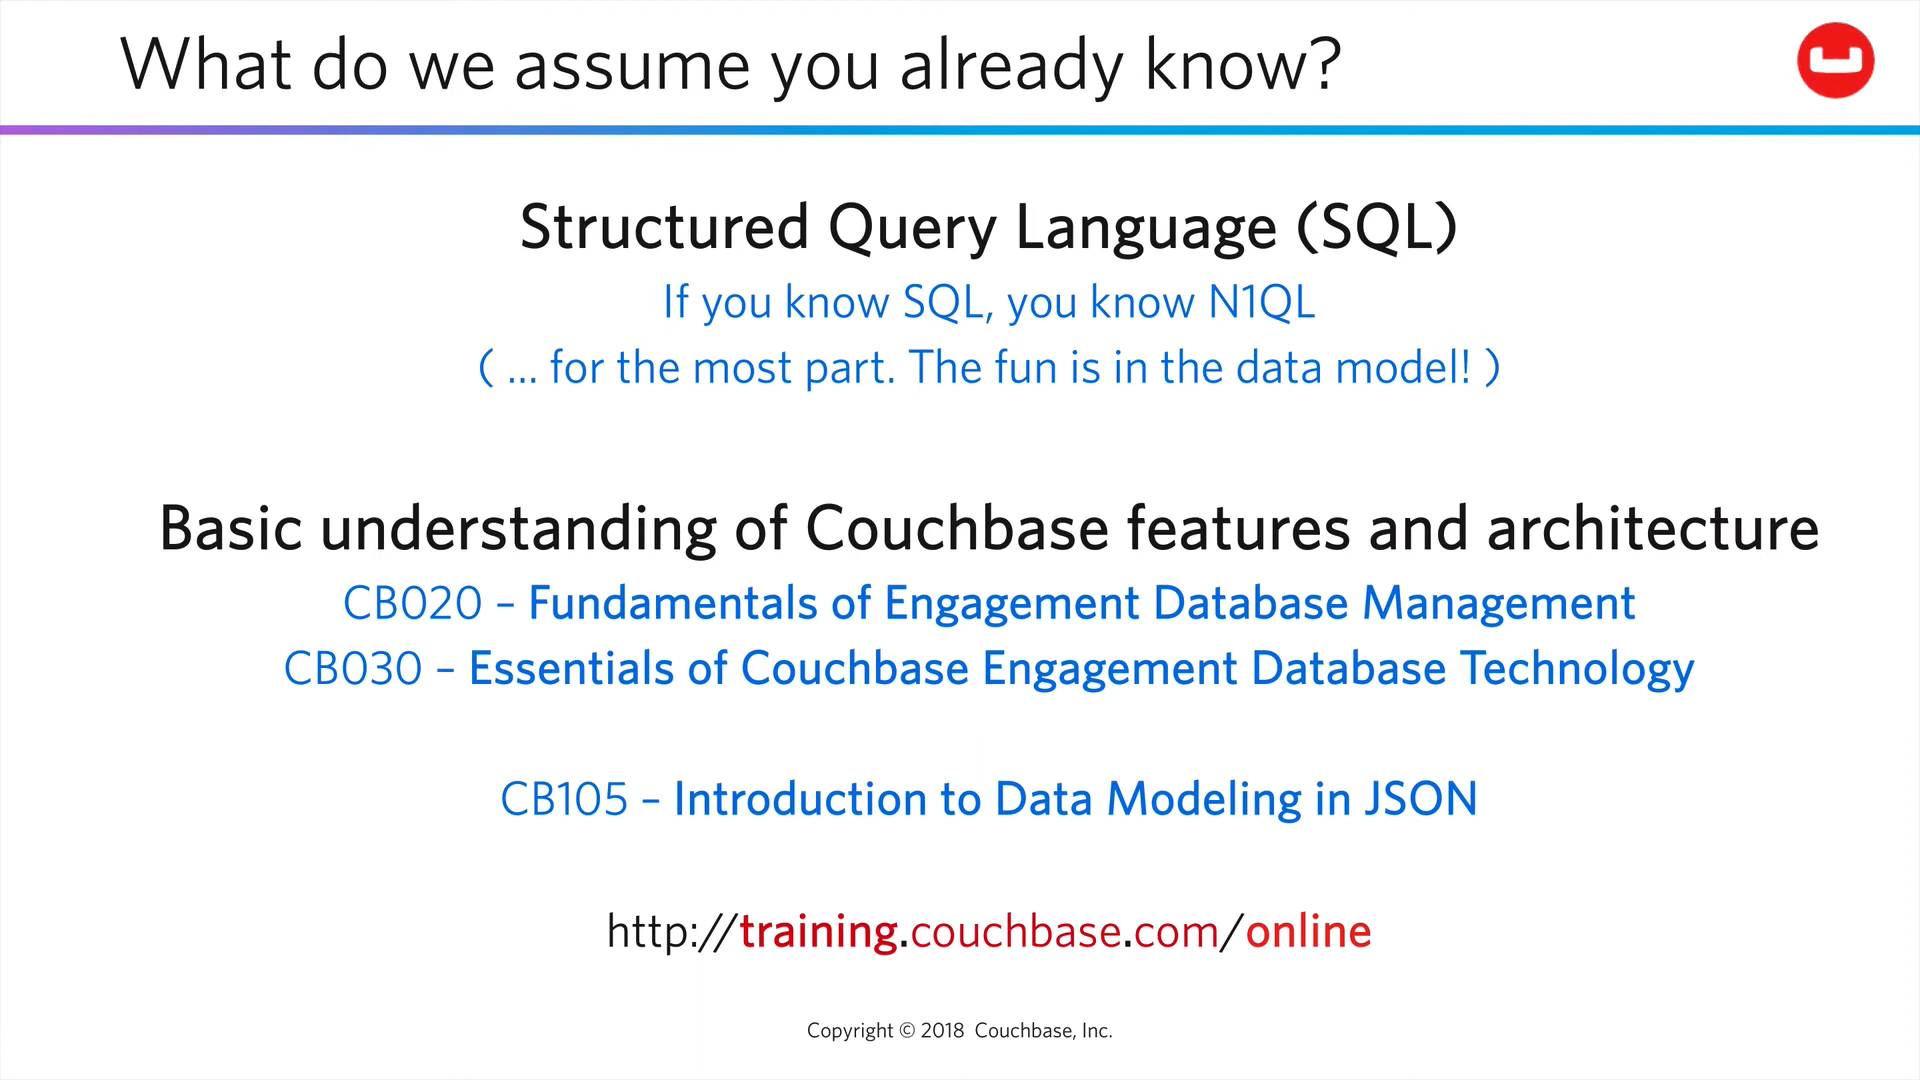 What do we assume you already know?
Structured Query Language (SQL)
If you know SQL, you know N1QL
( ... for the most part. The fun is in the data model! )
Basic understanding of Couchbase features and architecture
CB020 – Fundamentals of Engagement Database Management
CB030 – Essentials of Couchbase Engagement Database Technology
CB105 – Introduction to Data Modeling in JSON
http://training.couchbase.com/online
Copyright © 2018 Couchbase, Inc.